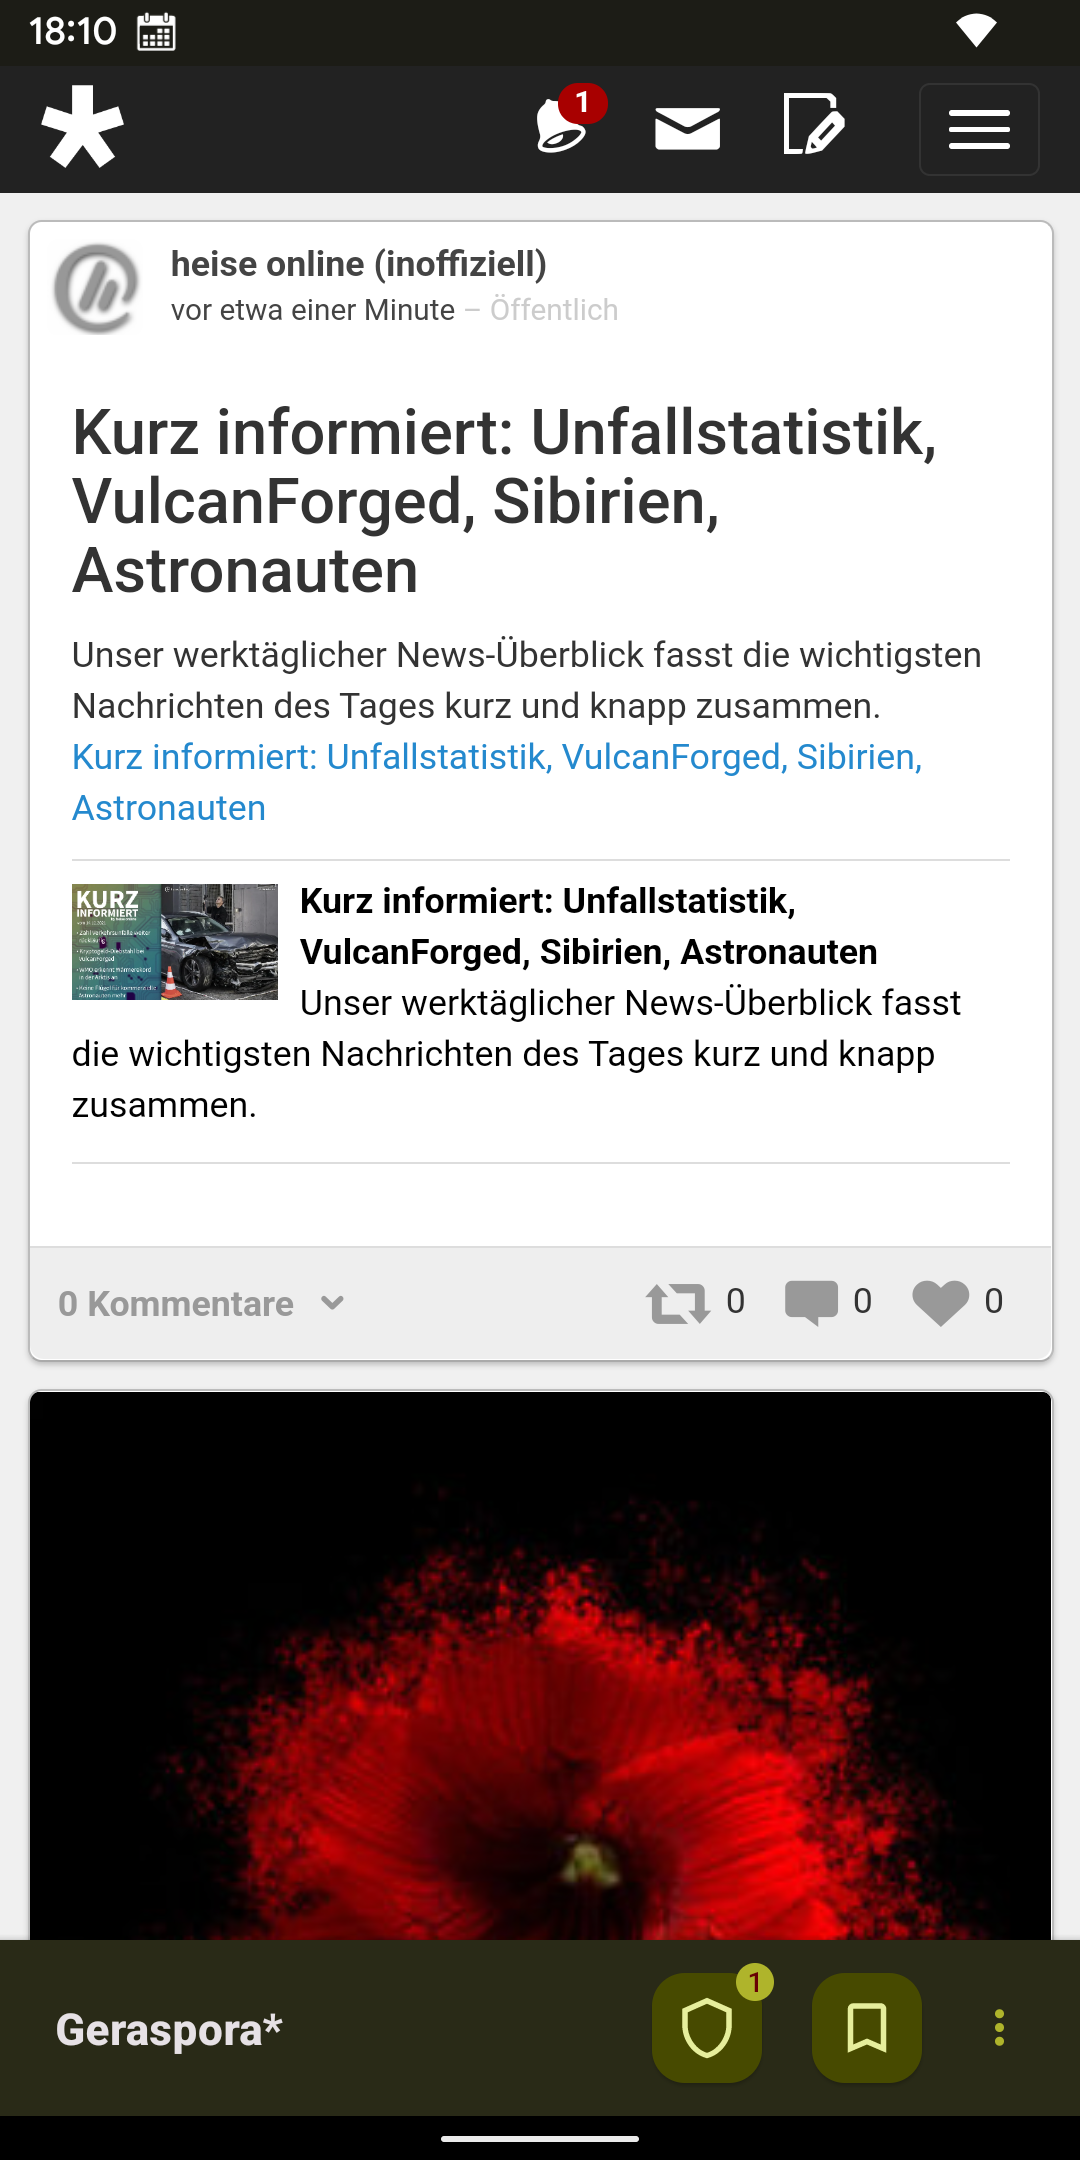 18:10
1
heise online (inoffiziell)
vor etwa einer Minute – Öffentlich
Kurz informiert: Unfallstatistik,
VulcanForged, Sibirien,
Astronauten
Unser werktäglicher News-Überblick fasst die wichtigsten
Nachrichten des Tages kurz und knapp zusammen.
Kurz informiert: Unfallstatistik, VulcanForged, Sibirien,
Astronauten
KURZ
INFORMIERT
Kurz informiert: Unfallstatistik,
VulcanForged, Sibirien, Astronauten
Unser werktäglicher News-Überblick fasst
die wichtigsten Nachrichten des Tages kurz und knapp
zusammen.
0 Kommentare 0 0 0
Geraspora* 1